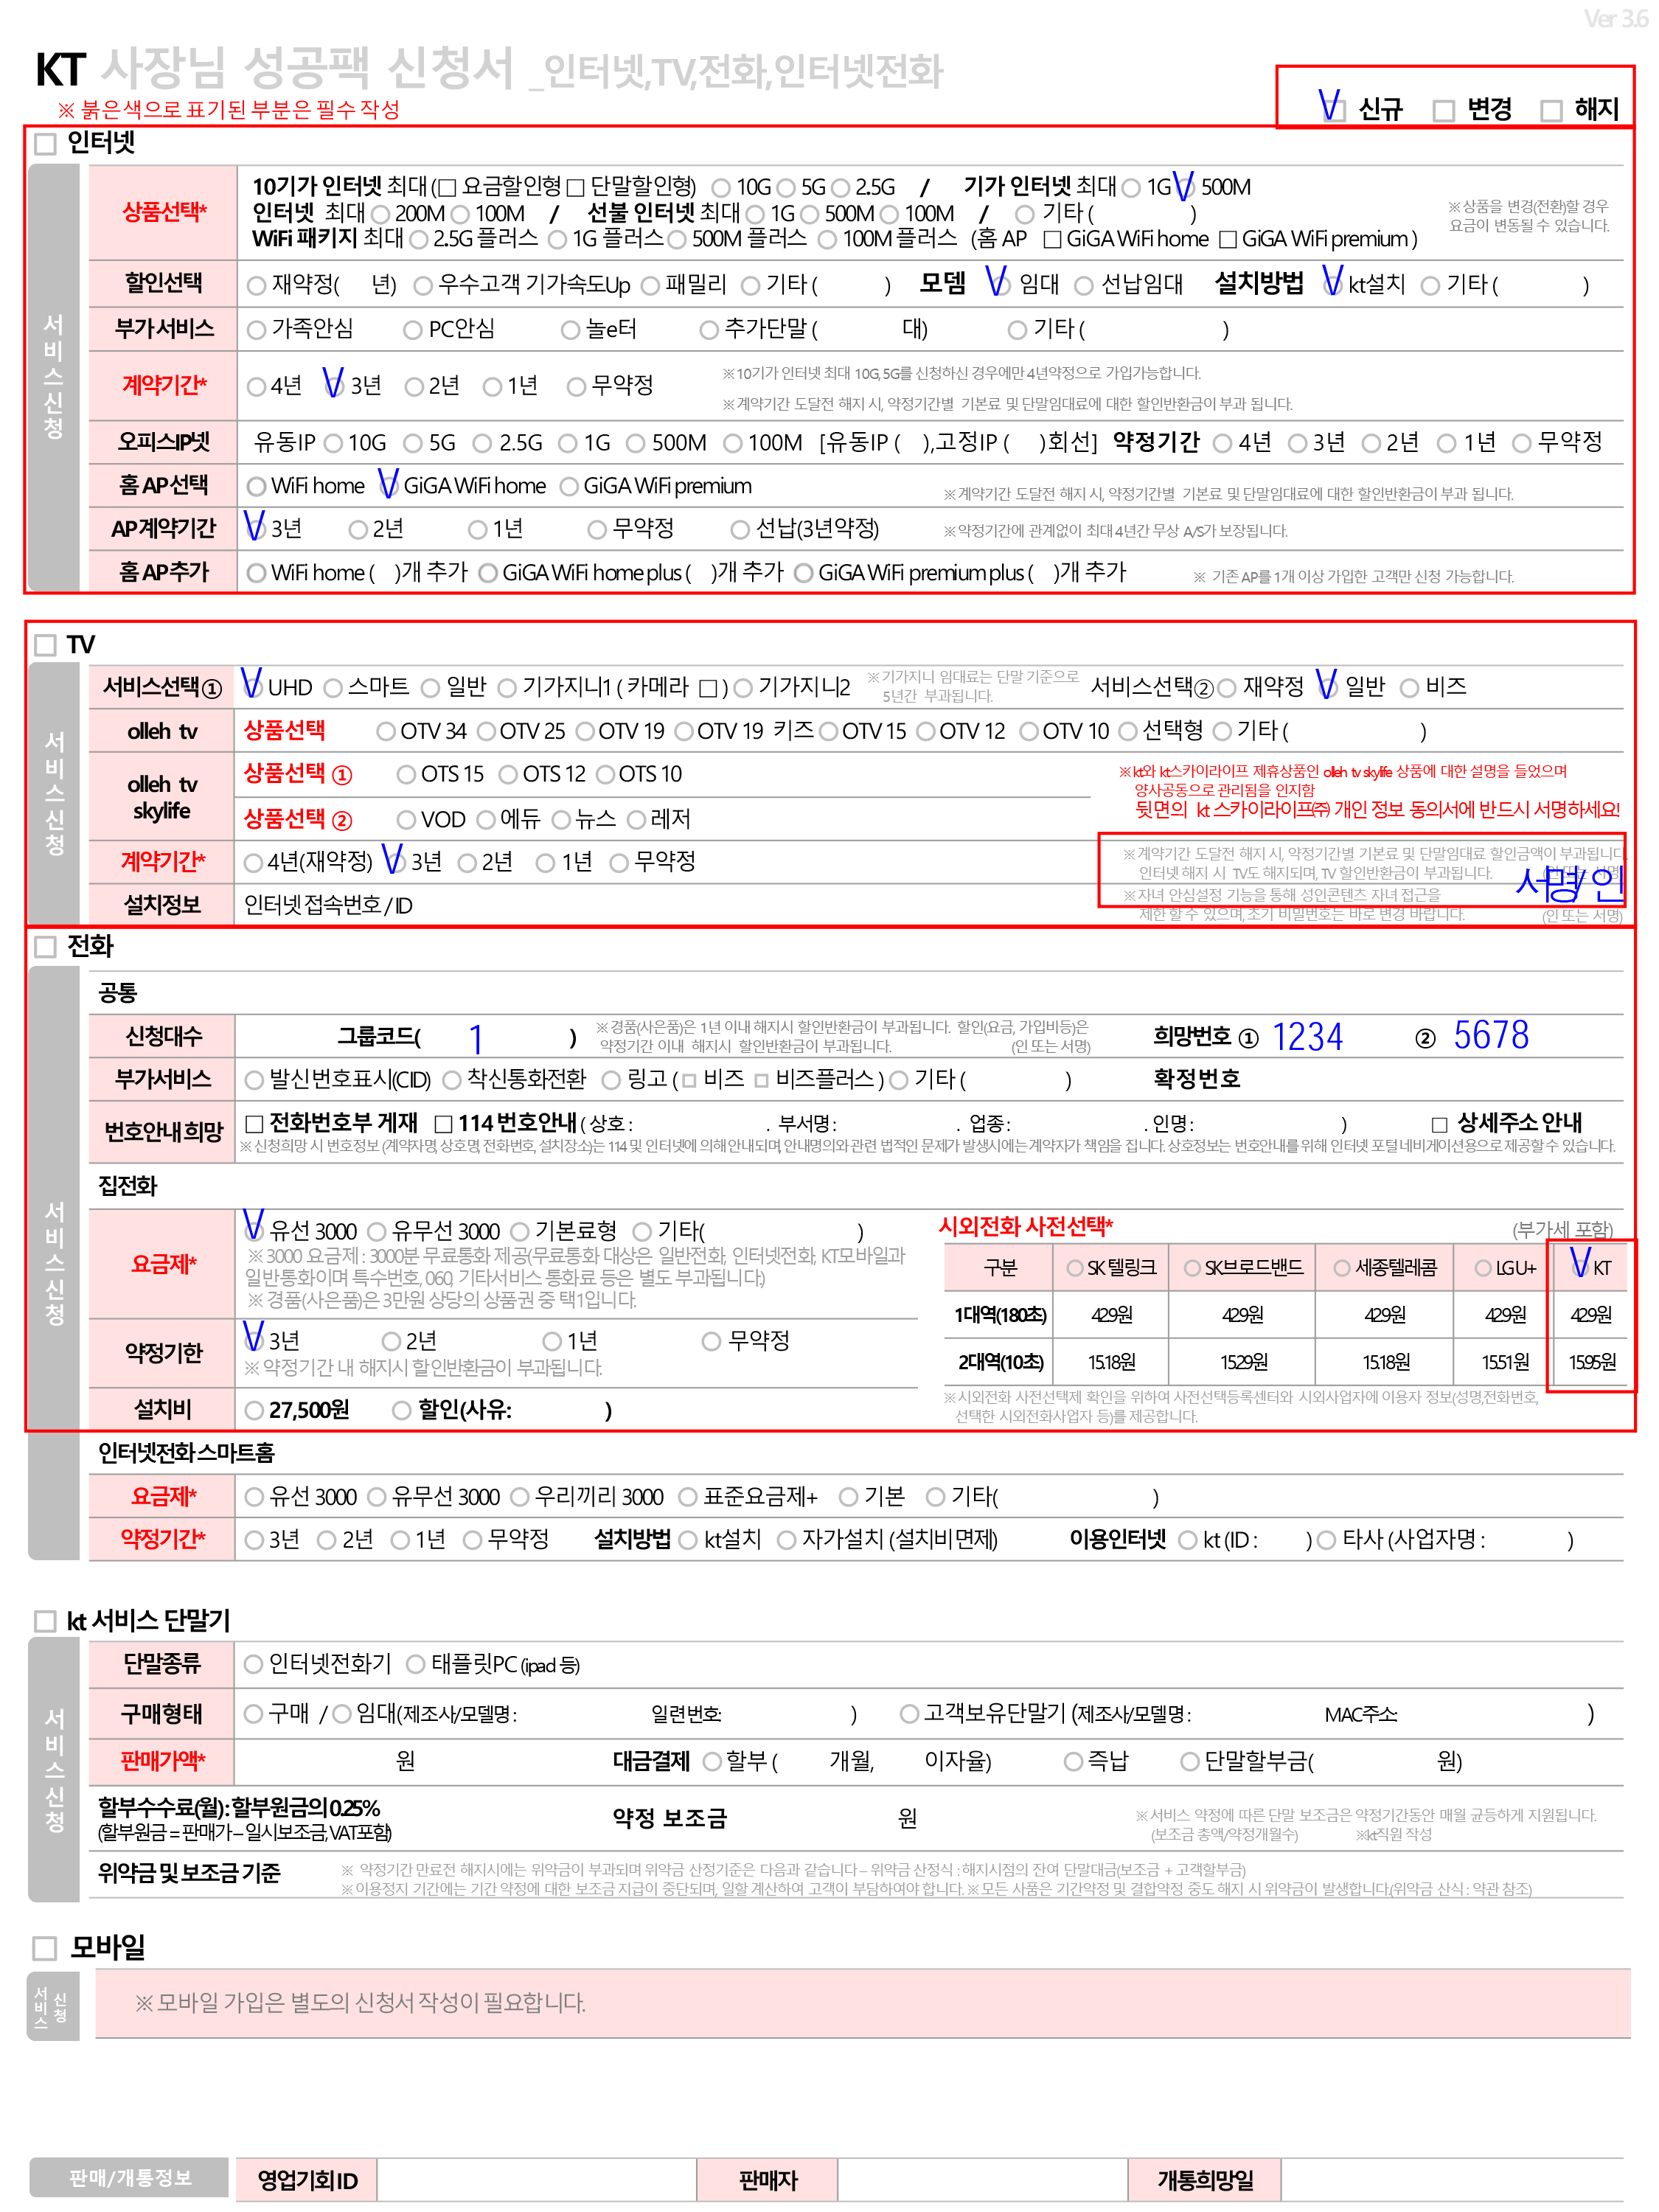 Ver 3.6
KT 사장님 성공팩 신청서 _인터넷,TV,전화,인터넷전화
※ 붉은색으로 표기된 부분은 필수 작성
V 신규 □ 변경 □ 해지
□ 인터넷
서비스신청
상품선택*
10기가 인터넷 최대 (□ 요금할인형 □ 단말할인형) ○ 10G ○ 5G ○ 2.5G / 기가 인터넷 최대 ○ 1G V 500M
인터넷 최대 ○ 200M ○ 100M / 선불 인터넷 최대 ○ 1G ○ 500M ○ 100M / ○ 기타 ( )
WiFi 패키지 최대 ○ 2.5G 플러스 ○ 1G 플러스 ○ 500M 플러스 ○ 100M 플러스 (홈 AP □ GiGA WiFi home □ GiGA WiFi premium )
※ 상품을 변경(전환)할 경우
요금이 변동될 수 있습니다.
할인선택 ○ 재약정( 년) ○ 우수고객 기가속도Up ○ 패밀리 ○ 기타 ( ) 모뎀 V 임대 ○ 선납임대 설치방법 V kt설치 ○ 기타 ( )
부가 서비스 ○ 가족안심 ○ PC안심 ○ 놀e터 ○ 추가단말 ( 대) ○ 기타 ( )
계약기간* ○ 4년 V 3년 ○ 2년 ○ 1년 ○ 무약정
※ 10기가 인터넷 최대 10G, 5G를 신청하신 경우에만 4년약정으로 가입가능합니다.
※ 계약기간 도달전 해지 시, 약정기간별 기본료 및 단말임대료에 대한 할인반환금이 부과 됩니다.
오피스IP넷 유동IP ○ 10G ○ 5G ○ 2.5G ○ 1G ○ 500M ○ 100M [유동IP ( ),고정IP ( )회선] 약정기간 ○ 4년 ○ 3년 ○ 2년 ○ 1년 ○ 무약정
홈 AP 선택 ○ WiFi home V GiGA WiFi home ○ GiGA WiFi premium ※ 계약기간 도달전 해지 시, 약정기간별 기본료 및 단말임대료에 대한 할인반환금이 부과 됩니다.
AP 계약기간 V 3년 ○ 2년 ○ 1년 ○ 무약정 ○ 선납(3년약정) ※ 약정기간에 관계없이 최대 4년간 무상 A/S가 보장됩니다.
홈 AP 추가 ○ WiFi home ( )개 추가 ○ GiGA WiFi home plus ( )개 추가 ○ GiGA WiFi premium plus ( )개 추가 ※ 기존 AP를 1개 이상 가입한 고객만 신청 가능합니다.
□ TV
서비스신청
서비스선택① V UHD ○ 스마트 ○ 일반 ○ 기가지니1 ( 카메라 □ ) ○ 기가지니2 ※ 기가지니 임대료는 단말 기준으로
5년간 부과됩니다.
서비스선택② ○ 재약정 V 일반 ○ 비즈
olleh tv 상품선택 ○ OTV 34 ○ OTV 25 ○ OTV 19 ○ OTV 19 키즈 ○ OTV 15 ○ OTV 12 ○ OTV 10 ○ 선택형 ○ 기타 ( )
olleh tv
skylife
상품선택 ① ○ OTS 15 ○ OTS 12 ○ OTS 10
상품선택 ② ○ VOD ○ 에듀 ○ 뉴스 ○ 레저
※ kt와 kt스카이라이프 제휴상품인 olleh tv skylife 상품에 대한 설명을 들었으며
양사공동으로 관리됨을 인지함
뒷면의 kt 스카이라이프㈜ 개인 정보 동의서에 반드시 서명하세요!
계약기간* ○ 4년(재약정) V 3년 ○ 2년 ○ 1년 ○ 무약정
※ 계약기간 도달전 해지 시, 약정기간별 기본료 및 단말임대료 할인금액이 부과됩니다.
인터넷 해지 시 TV도 해지되며, TV 할인반환금이 부과됩니다. (인 또는 서명)
서명/인
설치정보 인터넷 접속번호 / ID
※ 자녀 안심설정 기능을 통해 성인콘텐츠 자녀 접근을
제한 할 수 있으며, 초기 비밀번호는 바로 변경 바랍니다. (인 또는 서명)
□ 전화
서비스신청
공통
신청대수 그룹코드( 1 )
※ 경품(사은품)은 1년 이내 해지시 할인반환금이 부과됩니다. 할인(요금, 가입비등)은
약정기간 이내 해지시 할인반환금이 부과됩니다. (인 또는 서명)
희망번호 ① 1234 ② 5678
부가서비스 ○ 발신번호표시(CID) ○ 착신통화전환 ○ 링고 ( □ 비즈 □ 비즈플러스 ) ○ 기타 ( ) 확정번호
번호안내 희망 □ 전화번호부 게재 □ 114 번호안내 ( 상호 : . 부서명 : . 업종 : . 인명 : ) □ 상세주소 안내
※ 신청희망 시 번호정보 (계약자명, 상호명, 전화번호, 설치장소)는 114 및 인터넷에 의해 안내되며, 안내명의와 관련 법적인 문제가 발생시에는 계약자가 책임을 집니다. 상호정보는 번호안내를 위해 인터넷 포털 네비게이션용으로 제공할 수 있습니다.
집전화
요금제* V 유선 3000 ○ 유무선 3000 ○ 기본료형 ○ 기타( )
※ 3000 요금제 : 3000분 무료통화 제공(무료통화 대상은 일반전화, 인터넷전화, KT모바일과
일반통화이며 특수번호, 060, 기타서비스 통화료 등은 별도 부과됩니다.)
※ 경품(사은품)은 3만원 상당의 상품권 중 택1입니다.
약정기한 V 3년 ○ 2년 ○ 1년 ○ 무약정
※ 약정기간 내 해지시 할인반환금이 부과됩니다.
설치비 ○ 27,500원 ○ 할인(사유: )
시외전화 사전선택* (부가세 포함)
구분 ○ SK 텔링크 ○ SK브로드밴드 ○ 세종텔레콤 ○ LGU+ V KT
1대역(180초) 42.9원 42.9원 42.9원 42.9원 42.9원
2대역(10초) 15.18원 15.29원 15.18원 15.51원 15.95원
※ 시외전화 사전선택제 확인을 위하여 사전선택등록센터와 시외사업자에 이용자 정보(성명,전화번호,
선택한 시외전화사업자 등)를 제공합니다.
인터넷전화 스마트홈
요금제* ○ 유선 3000 ○ 유무선 3000 ○ 우리끼리 3000 ○ 표준요금제+ ○ 기본 ○ 기타( )
약정기간* ○ 3년 ○ 2년 ○ 1년 ○ 무약정 설치방법 ○ kt설치 ○ 자가설치 (설치비 면제) 이용인터넷 ○ kt (ID : ) ○ 타사 (사업자명 : )
□ kt 서비스 단말기
서비스신청
단말종류 ○ 인터넷전화기 ○ 태플릿PC (ipad 등)
구매형태 ○ 구매 / ○ 임대(제조사/모델명 : 일련번호: ) ○ 고객보유단말기 (제조사/모델명 : MAC주소: )
판매가액* 원 대금결제 ○ 할부 ( 개월, 이자율) ○ 즉납 ○ 단말할부금( 원)
할부수수료(월) : 할부원금의 0.25%
(할부원금 = 판매가 – 일시보조금, VAT포함)
약정 보조금 원
※ 서비스 약정에 따른 단말 보조금은 약정기간동안 매월 균등하게 지원됩니다.
(보조금 총액/약정개월수) ※kt직원 작성
위약금 및 보조금 기준
※ 약정기간 만료전 해지시에는 위약금이 부과되며 위약금 산정기준은 다음과 같습니다 – 위약금 산정식 : 해지시점의 잔여 단말대금(보조금 + 고객할부금)
※ 이용정지 기간에는 기간 약정에 대한 보조금 지급이 중단되며, 일할 계산하여 고객이 부담하여야 합니다. ※ 모든 사품은 기간약정 및 결합약정 중도 해지 시 위약금이 발생합니다.(위약금 산식 : 약관 참조)
□ 모바일
서비스
신청
※ 모바일 가입은 별도의 신청서 작성이 필요합니다.
판매/개통정보 영업기회 ID 판매자 개통희망일